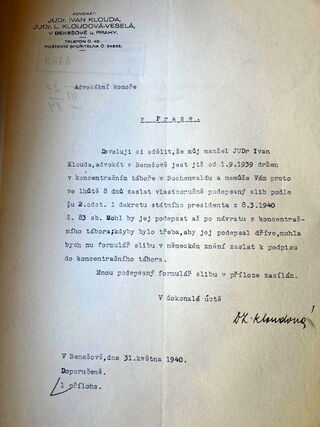 ADVOKÁTI
JUDr. IVAN KLOUDA,
JUDr. L. KLOUDOVÁ-VESELÁ,
V BENEŠOVĚ U PRAHY.
TELEFON Č. 40.
POŠTOVNÍ SPOŘITELNA Č. 34.835.
Advokátní komoře
v Praze.
Dovoluji si sdělit, že můj manžel JUDr Ivan
Klouda, advokát v Benešově jest již od 1.9.1939 držen
v koncentračním táboře v Buchenwaldu a nemůže Vám proto
ve lhůtě 8 dnů zaslat vlastnoručně podepsaný slib podle
§u 2.odst. 1 dekretu státního presidenta z 8.3.1940
č. 83 sb. Mohl by jej podepsat až po návratu z koncentrač-
ního tábora;kdyby bylo třeba, aby jej podepsal dříve, mohla
bych mu formulář slibu v německém znění zaslat k podpisu
do koncentračního tábora.
Mnou podepsaný formulář slibu v příloze zasílám.
V dokonalé úctě
DrL. Kloudová
V Benešově, dne 31.května 1940.
Doporučeně.
1 příloha.